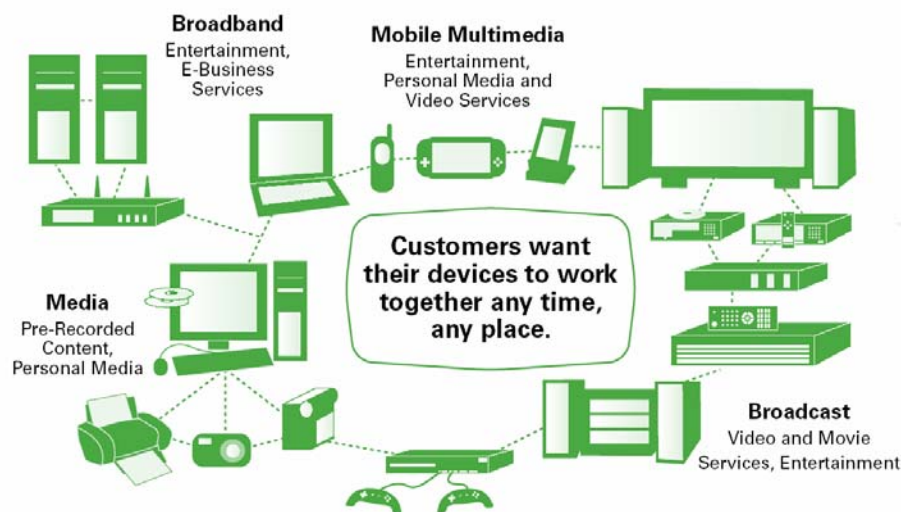 Broadband
Entertainment,
E-Business
Services
Mobile Multimedia
Entertainment,
Personal Media and
Video Services
Customers want
their devices to work
together any time,
any place.
Media
Pre-Recorded
Content,
Personal Media
Broadcast
Video and Movie
Services, Entertainment